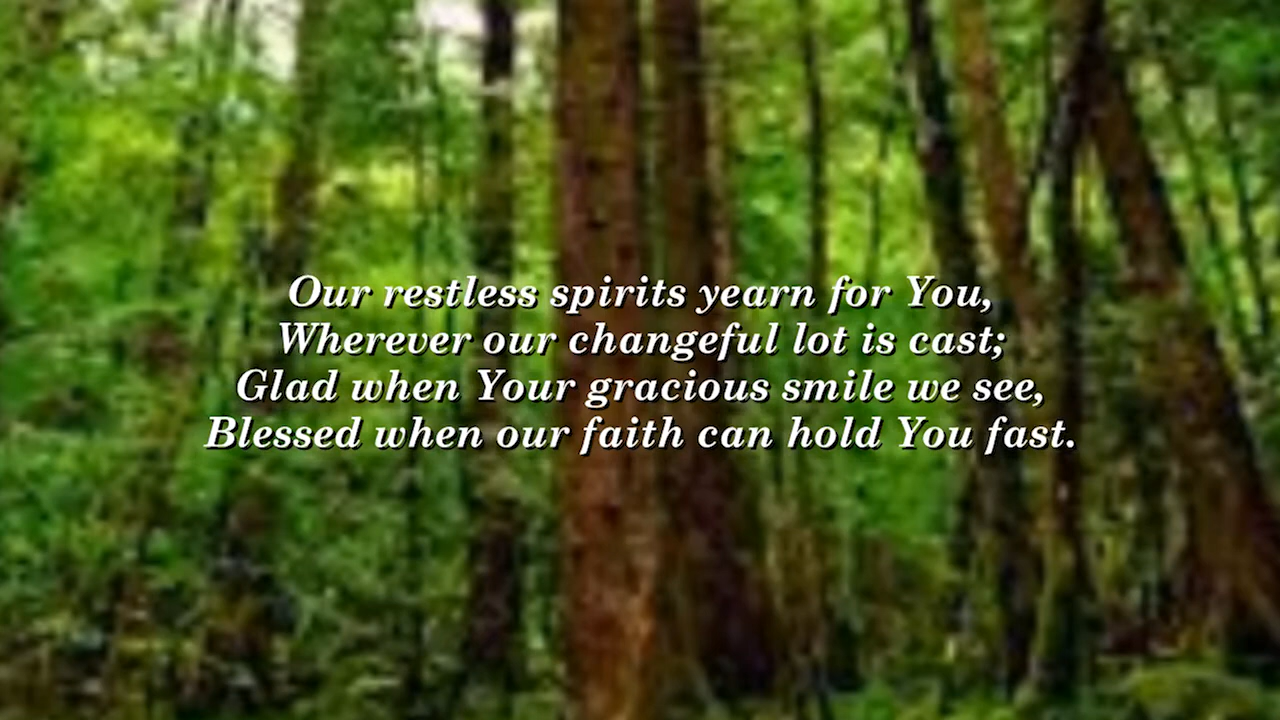 Our restless spirits yearn for You,
Wherever our changeful lot is cast;
Glad when Your gracious smile we see,
Blessed when our faith can hold You fast.